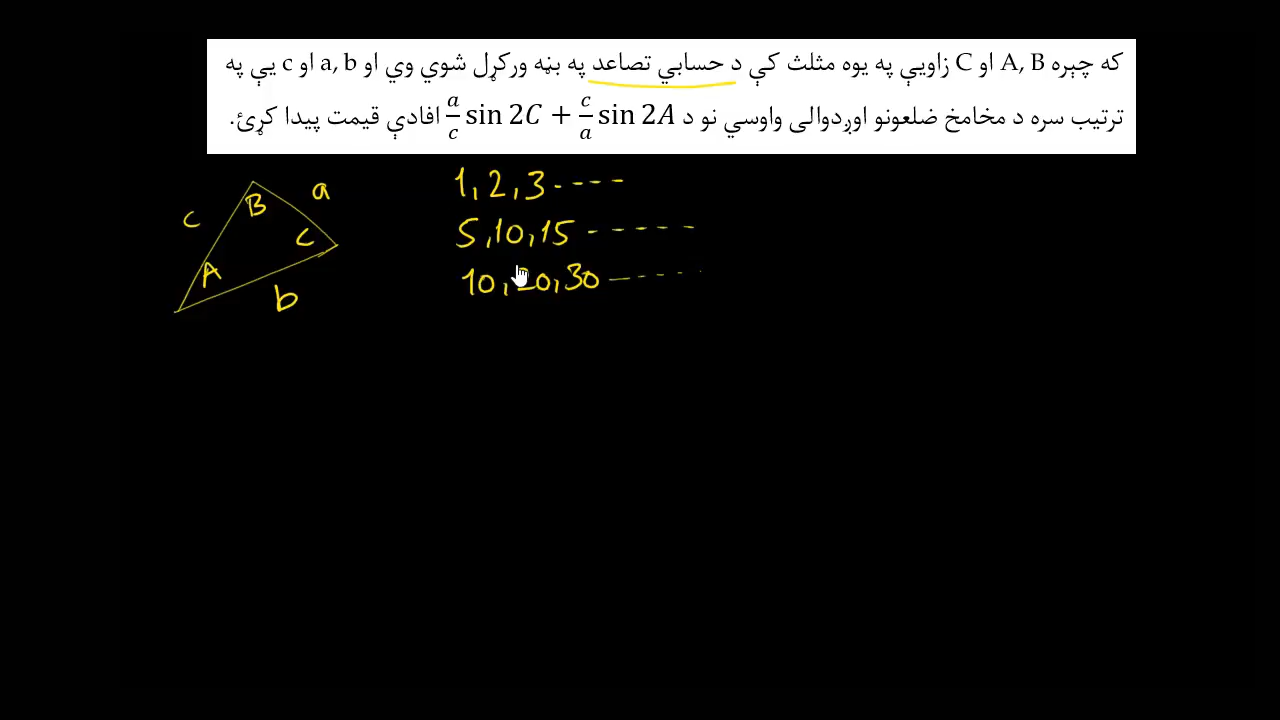 که چېره A, B او C زاويې په يوه مثلث کې د حسابي تصاعد په بڼه ورکړل شوي وي او a, b او c يې په
ترتيب سره د مخامخ ضلعونو اوږدوالی واوسي نو د a/c sin 2C + c/a sin 2A افادې قيمت پيدا کړئ.
c B a
1, 2, 3 ----
C
5, 10, 15 -----
A
10, 20, 30 -----
b